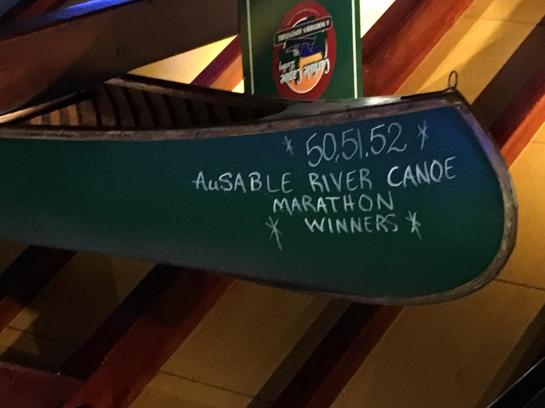 * 50,51.52 *
AuSABLE RIVER CANOE
MARATHON
* WINNERS *